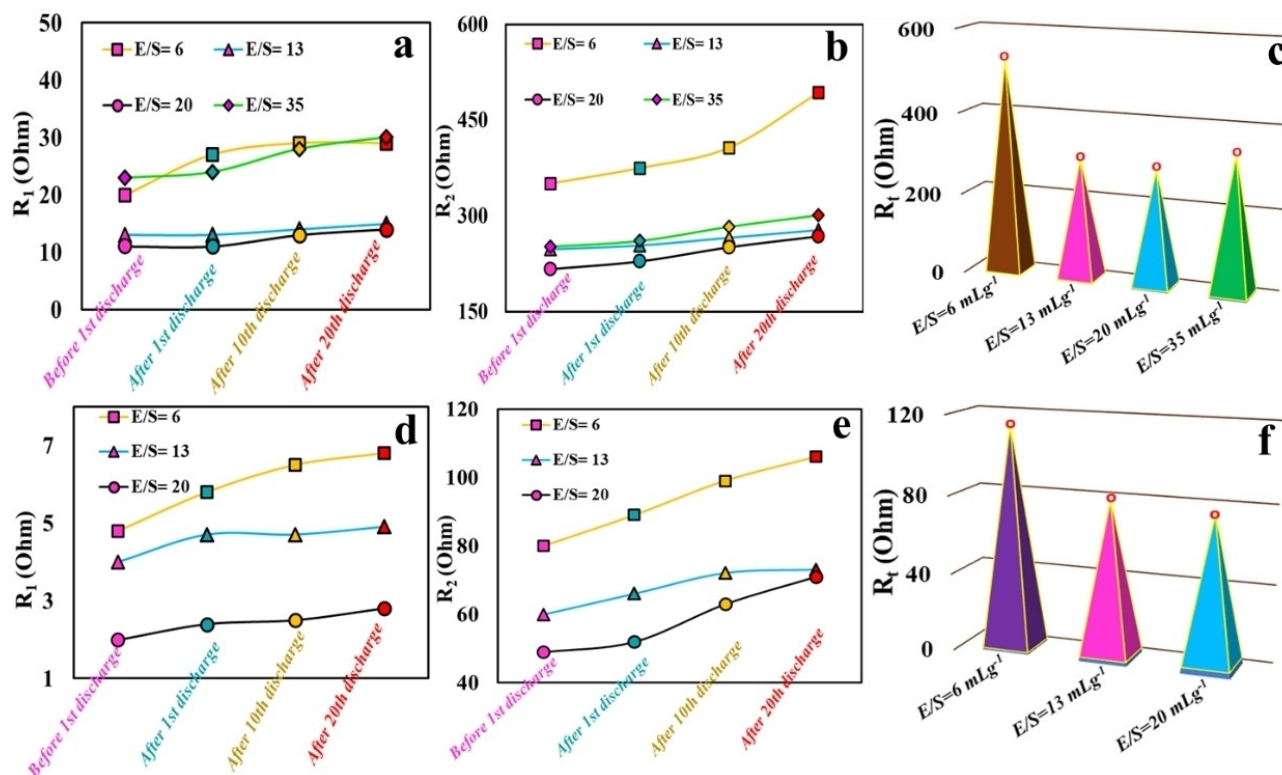 a
50
40
30
20
10
0
R1 (Ohm)
E/S= 6
E/S= 13
E/S= 20
E/S= 35
Before 1st discharge
After 1st discharge
After 10th discharge
After 20th discharge
b
600
450
300
150
R2 (Ohm)
E/S= 6
E/S= 13
E/S= 20
E/S= 35
Before 1st discharge
After 1st discharge
After 10th discharge
After 20th discharge
c
600
400
200
0
Rt (Ohm)
E/S=6 mLg-1
E/S=13 mLg-1
E/S=20 mLg-1
E/S=35 mLg-1
d
7
5
3
1
R1 (Ohm)
E/S= 6
E/S= 13
E/S= 20
Before 1st discharge
After 1st discharge
After 10th discharge
After 20th discharge
e
120
100
80
60
40
R2 (Ohm)
E/S= 6
E/S= 13
E/S= 20
Before 1st discharge
After 1st discharge
After 10th discharge
After 20th discharge
f
120
80
40
0
Rt (Ohm)
E/S=6 mLg-1
E/S=13 mLg-1
E/S=20 mLg-1